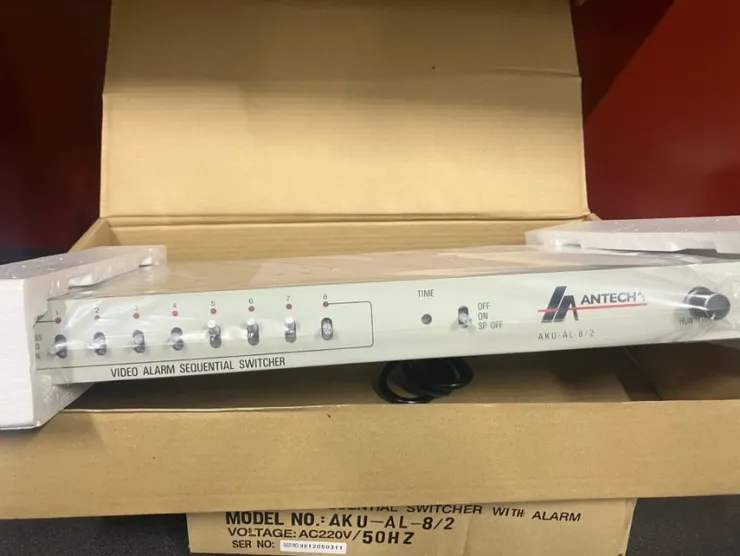 1 2 3 4 5 6 7 8
VIDEO ALARM SEQUENTIAL SWITCHER
TIME
OFF
ON
SP OFF
ANTECH
AKU-AL-8/2
SWITCHER WITH ALARM
MODEL NO.: AKU-AL-8/2
VOLTAGE: AC220V/50HZ
SER NO: